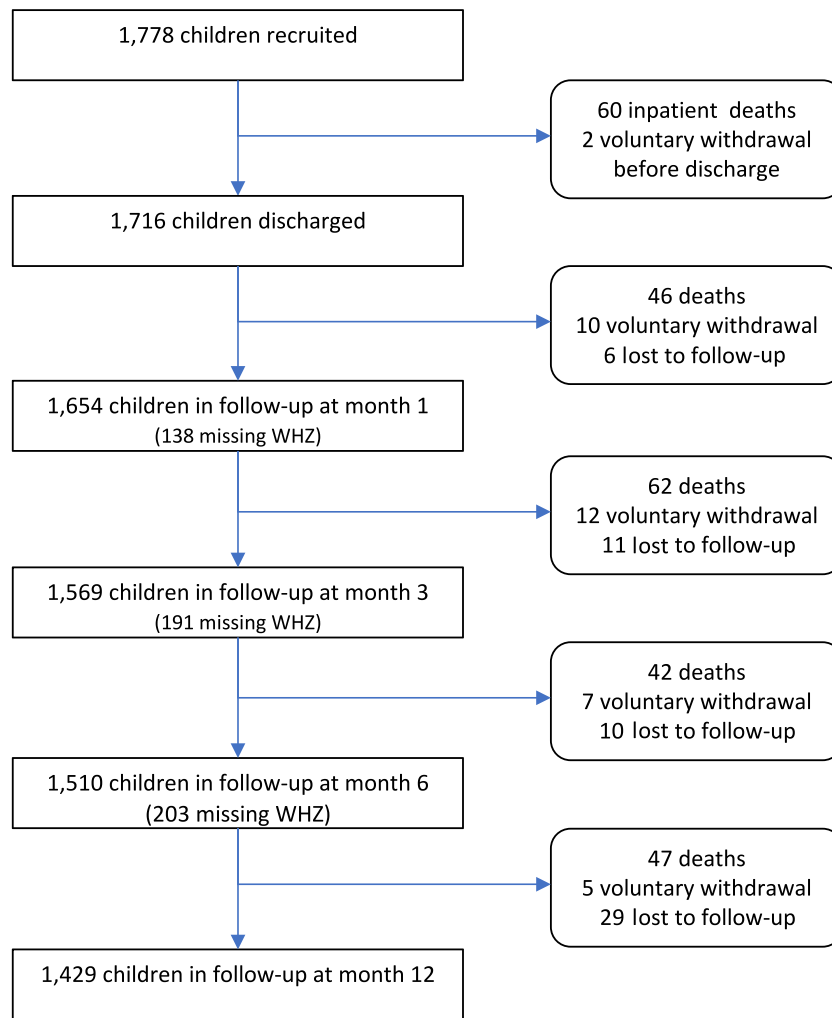 1,778 children recruited
60 inpatient deaths
2 voluntary withdrawal
before discharge
1,716 children discharged
46 deaths
10 voluntary withdrawal
6 lost to follow-up
1,654 children in follow-up at month 1
(138 missing WHZ)
62 deaths
12 voluntary withdrawal
11 lost to follow-up
1,569 children in follow-up at month 3
(191 missing WHZ)
42 deaths
7 voluntary withdrawal
10 lost to follow-up
1,510 children in follow-up at month 6
(203 missing WHZ)
47 deaths
5 voluntary withdrawal
29 lost to follow-up
1,429 children in follow-up at month 12